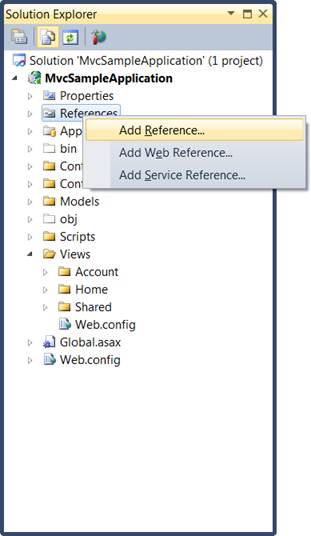 Solution Explorer
Solution 'MvcSampleApplication' (1 project)
MvcSampleApplication
Properties
References
Add Reference...
App
Add Web Reference...
bin
Add Service Reference...
Cont
Cont
Models
obj
Scripts
Views
Account
Home
Shared
Web.config
Global.asax
Web.config